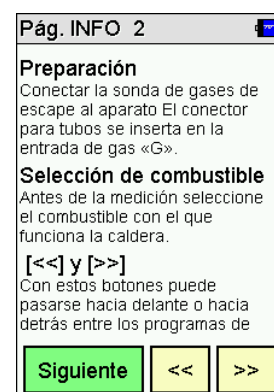 Pág. INFO 2
Preparación
Conectar la sonda de gases de
escape al aparato El conector
para tubos se inserta en la
entrada de gas «G».
Selección de combustible
Antes de la medición seleccione
el combustible con el que
funciona la caldera.
[<<] y [>>]
Con estos botones puede
pasarse hacia delante o hacia
detrás entre los programas de
Siguiente << >>